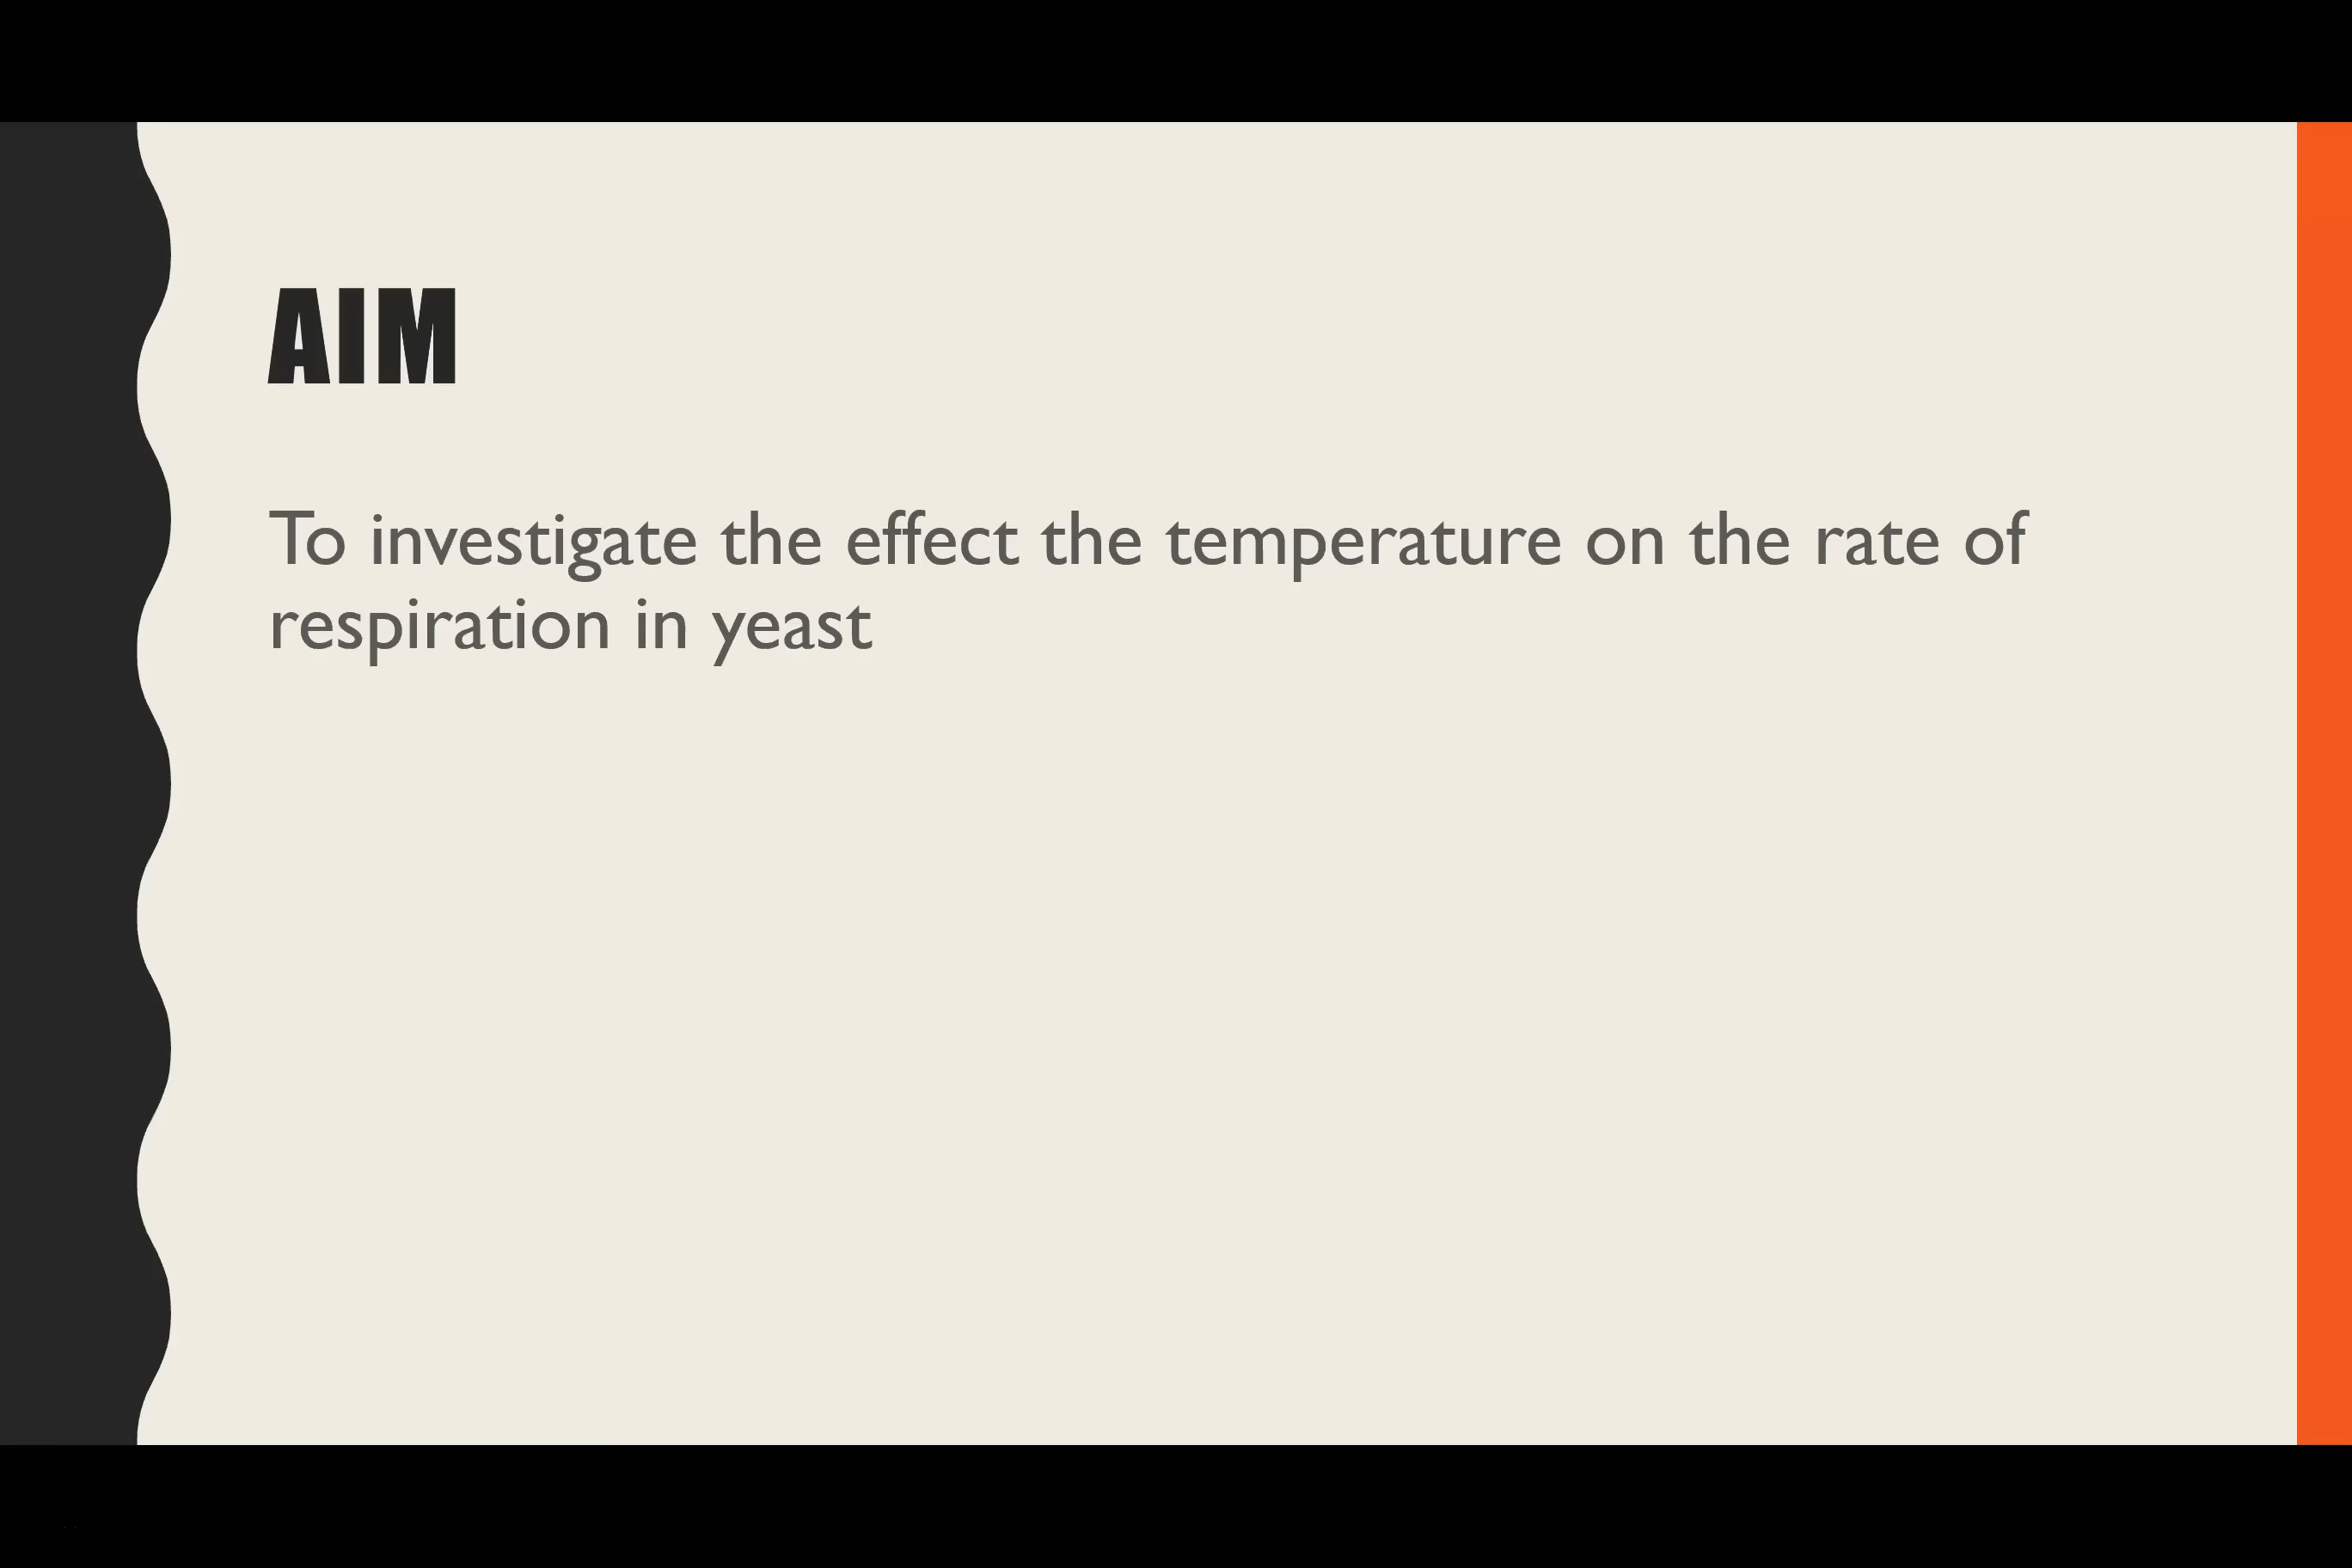 AIM
To investigate the effect the temperature on the rate of
respiration in yeast